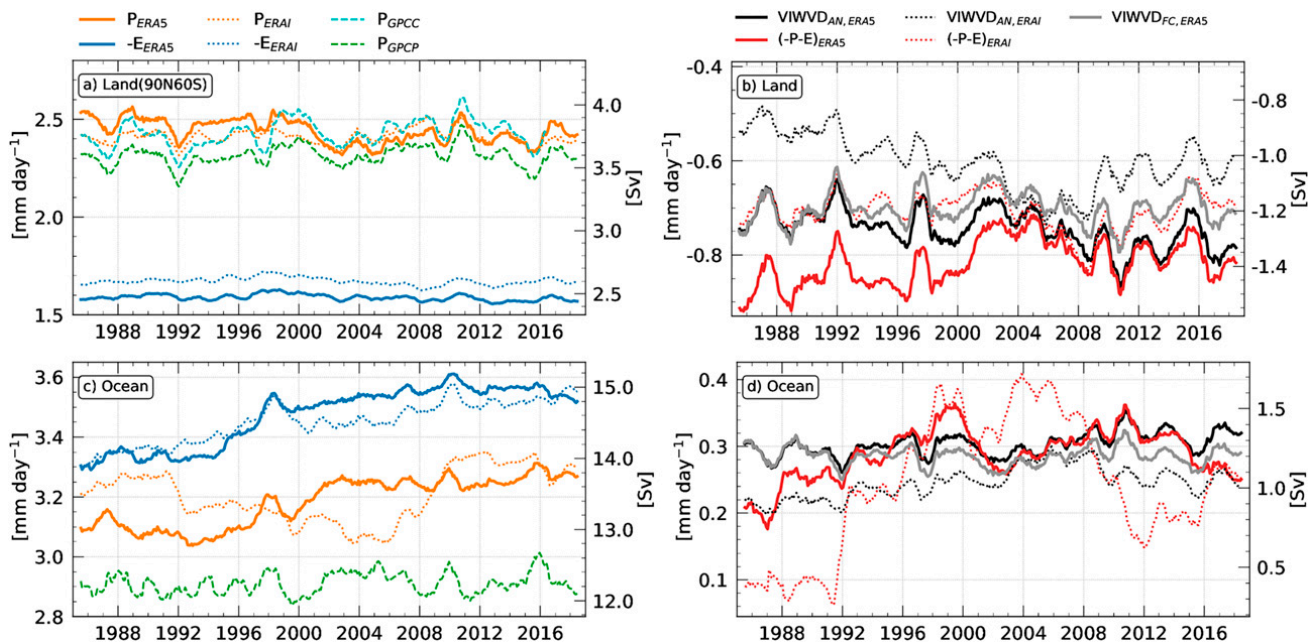 P_ERA5 P_ERAI P_GPCC VIWVD_AN, ERA5 VIWVD_AN, ERAI VIWVD_FC, ERA5
-E_ERA5 -E_ERAI P_GPCP (-P-E)_ERA5 (-P-E)_ERAI
a) Land(90N60S)
[mm day⁻¹]
2.5
2.0
1.5
4.0
3.5
3.0
2.5
[Sv]
1988 1992 1996 2000 2004 2008 2012 2016
b) Land
[mm day⁻¹]
-0.4
-0.6
-0.8
-0.8
-1.0
-1.2
-1.4
[Sv]
1988 1992 1996 2000 2004 2008 2012 2016
c) Ocean
[mm day⁻¹]
3.6
3.4
3.2
3.0
2.8
15.0
14.0
13.0
12.0
[Sv]
1988 1992 1996 2000 2004 2008 2012 2016
d) Ocean
[mm day⁻¹]
0.4
0.3
0.2
0.1
1.5
1.0
0.5
[Sv]
1988 1992 1996 2000 2004 2008 2012 2016